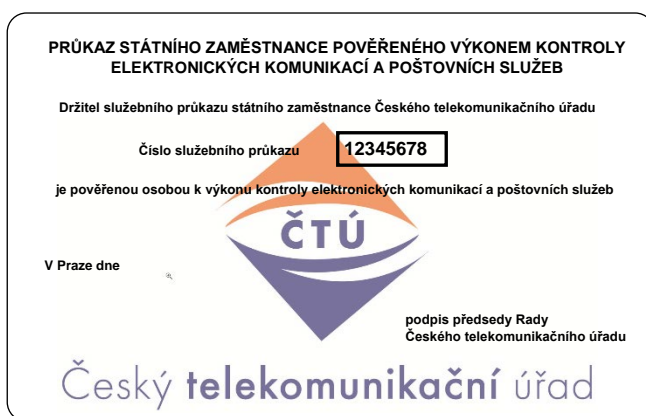 PRŮKAZ STÁTNÍHO ZAMĚSTNANCE POVĚŘENÉHO VÝKONEM KONTROLY
ELEKTRONICKÝCH KOMUNIKACÍ A POŠTOVNÍCH SLUŽEB
Držitel služebního průkazu státního zaměstnance Českého telekomunikačního úřadu
Číslo služebního průkazu 12345678
je pověřenou osobou k výkonu kontroly elektronických komunikací a poštovních služeb
ČTÚ
V Praze dne
podpis předsedy Rady
Českého telekomunikačního úřadu
Český telekomunikační úřad